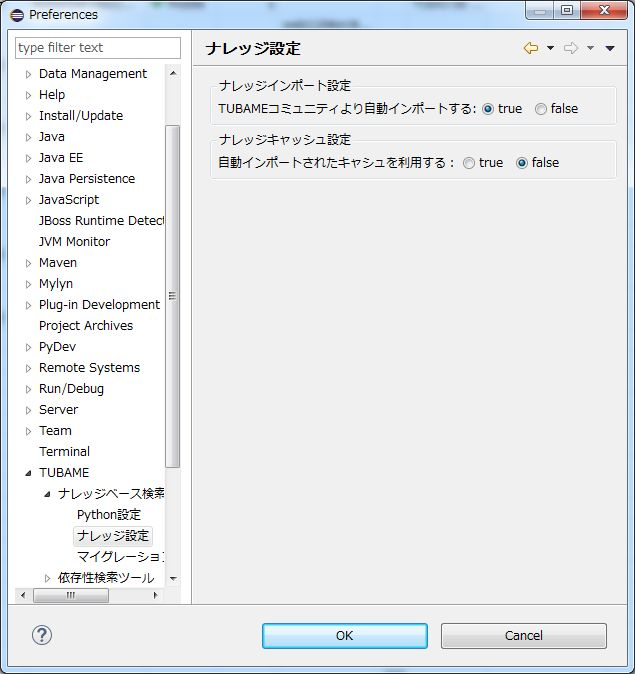 Preferences
type filter text
Data Management
Help
Install/Update
Java
Java EE
Java Persistence
JavaScript
JBoss Runtime Detect
JVM Monitor
Maven
Mylyn
Plug-in Development
Project Archives
PyDev
Remote Systems
Run/Debug
Server
Team
Terminal
TUBAME
ナレッジベース検索
Python設定
ナレッジ設定
マイグレーショ
依存性検索ツール
ナレッジ設定
ナレッジインポート設定
TUBAMEコミュニティより自動インポートする: true false
ナレッジキャッシュ設定
自動インポートされたキャシュを利用する : true false
OK
Cancel